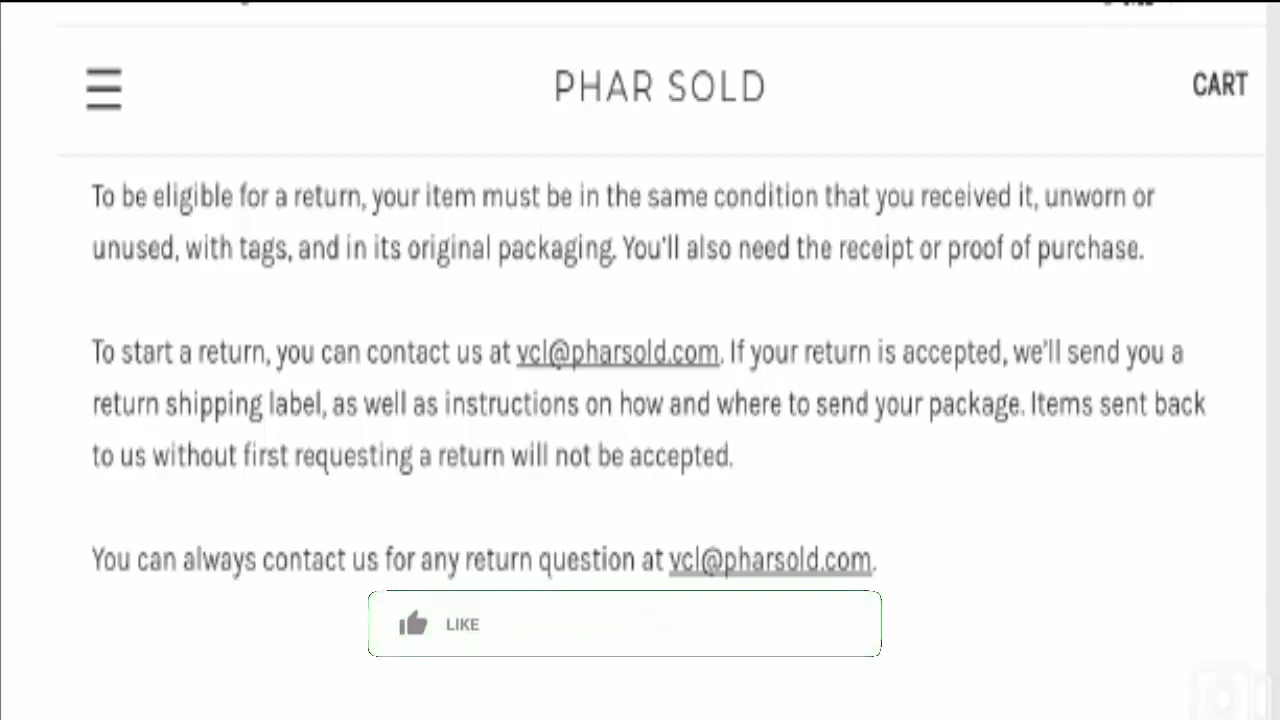 PHAR SOLD
CART
To be eligible for a return, your item must be in the same condition that you received it, unworn or
unused, with tags, and in its original packaging. You'll also need the receipt or proof of purchase.
To start a return, you can contact us at vcl@pharsold.com. If your return is accepted, we'll send you a
return shipping label, as well as instructions on how and where to send your package. Items sent back
to us without first requesting a return will not be accepted.
You can always contact us for any return question at vcl@pharsold.com.
LIKE